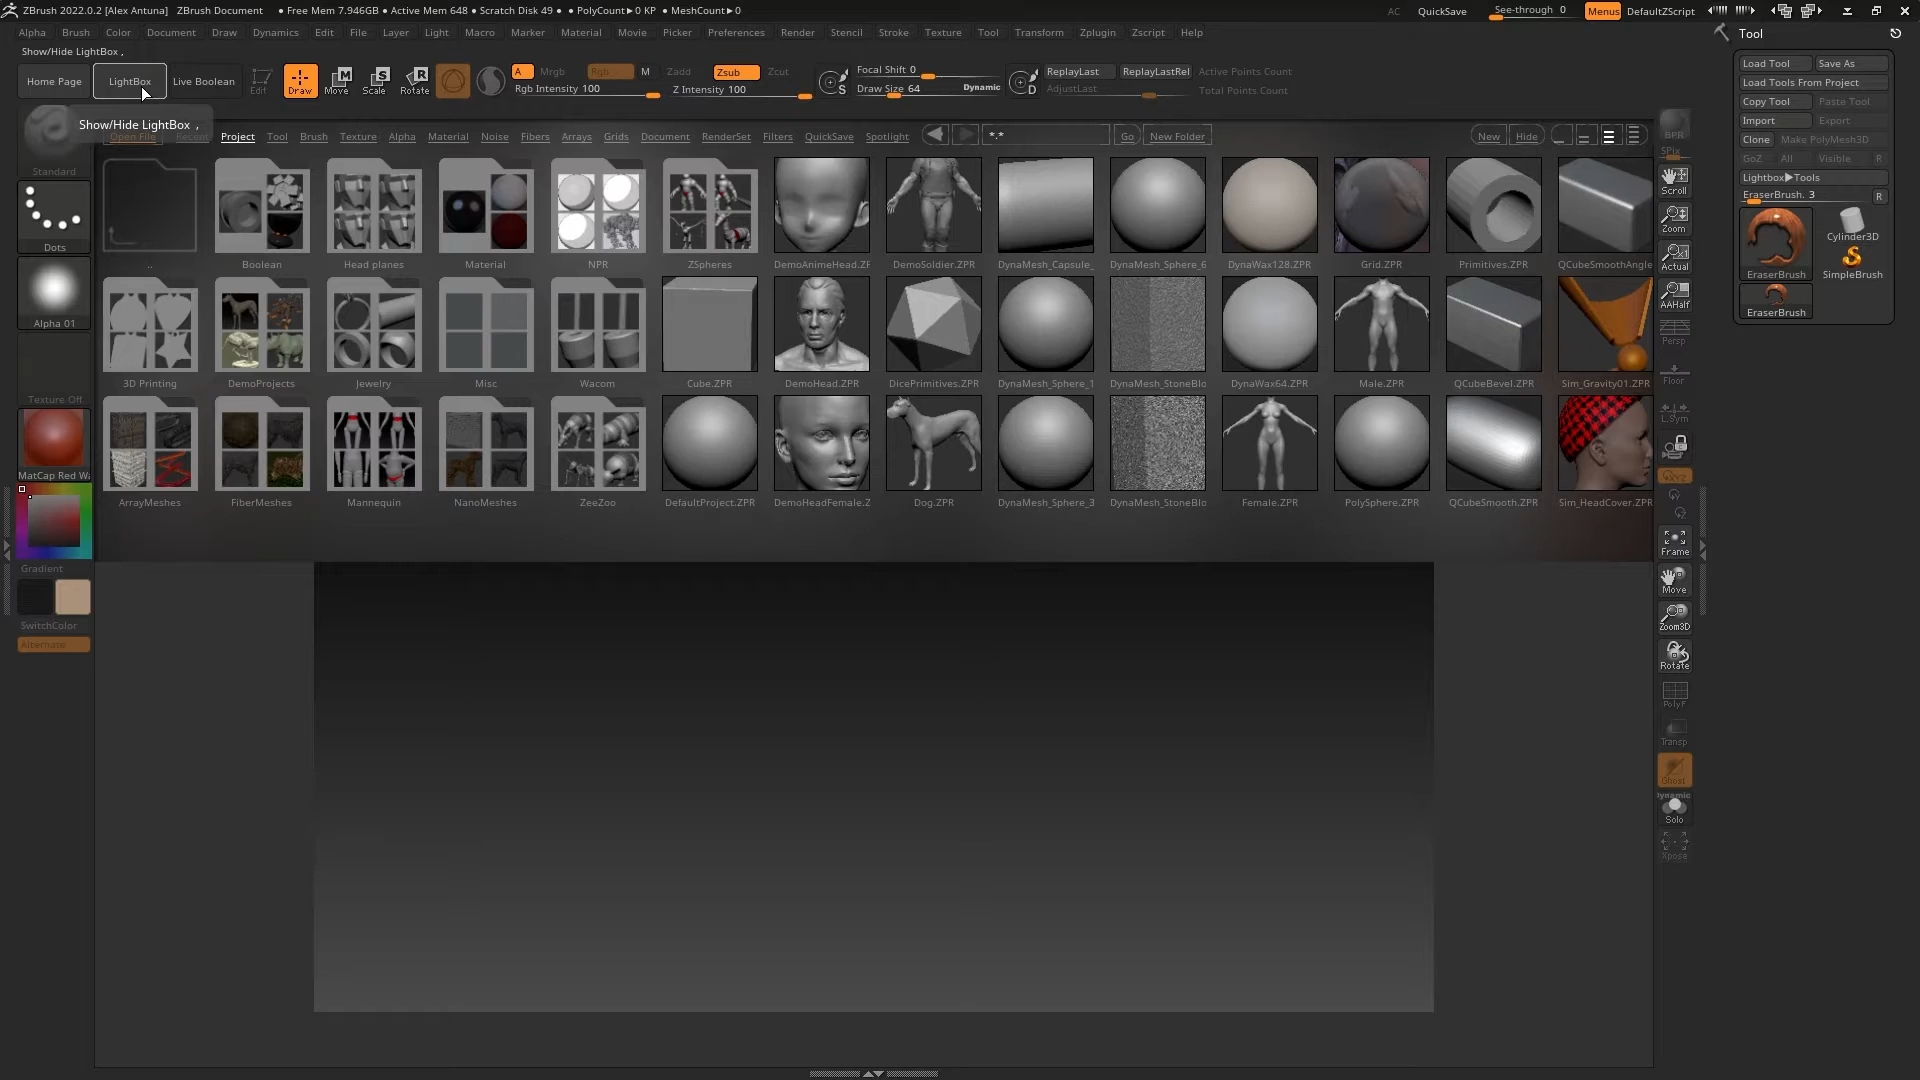 ZBrush 2022.0.2 [Alex Antuna] ZBrush Document • Free Mem 7.946GB • Active Mem 648 • Scratch Disk 49 • PolyCount▶0 KP • MeshCount▶0 AC QuickSave See-through 0 Menus DefaultZScript
Alpha Brush Color Document Draw Dynamics Edit File Layer Light Macro Marker Material Movie Picker Preferences Render Stencil Stroke Texture Tool Transform Zplugin Zscript Help
Show/Hide LightBox ,
Home Page LightBox Live Boolean Edit Draw Move Scale Rotate
A Mrgb Rgb M Zadd Zsub Zcut
Rgb Intensity 100 Z Intensity 100
S Focal Shift 0
Draw Size 64 Dynamic
D ReplayLast ReplayLastRel Active Points Count
AdjustLast Total Points Count
Show/Hide LightBox ,
Open File Recent Project Tool Brush Texture Alpha Material Noise Fibers Arrays Grids Document RenderSet Filters QuickSave Spotlight *.* Go New Folder New Hide
.. Boolean Head planes Material NPR ZSpheres DemoAnimeHead.ZF DemoSoldier.ZPR DynaMesh_Capsule_ DynaMesh_Sphere_6 DynaWax128.ZPR Grid.ZPR Primitives.ZPR QCubeSmoothAngle
3D Printing DemoProjects Jewelry Misc Wacom Cube.ZPR DemoHead.ZPR DicePrimitives.ZPR DynaMesh_Sphere_1 DynaMesh_StoneBlo DynaWax64.ZPR Male.ZPR QCubeBevel.ZPR Sim_Gravity01.ZPR
ArrayMeshes FiberMeshes Mannequin NanoMeshes ZeeZoo DefaultProject.ZPR DemoHeadFemale.Z Dog.ZPR DynaMesh_Sphere_3 DynaMesh_StoneBlo Female.ZPR PolySphere.ZPR QCubeSmooth.ZPR Sim_HeadCover.ZPR
Standard
Dots
Alpha 01
Texture Off
MatCap Red Wa
Gradient
SwitchColor
Alternate
BPR
SPix
Scroll
Zoom
Actual
AAHalf
Persp
Floor
L.Sym
XYZ
Frame
Move
Zoom3D
Rotate
PolyF
Transp
Ghost
Dynamic
Solo
Xpose
Tool
Load Tool Save As
Load Tools From Project
Copy Tool Paste Tool
Import Export
Clone Make PolyMesh3D
GoZ All Visible R
Lightbox▶Tools
EraserBrush. 3 R
EraserBrush
Cylinder3D
SimpleBrush
EraserBrush